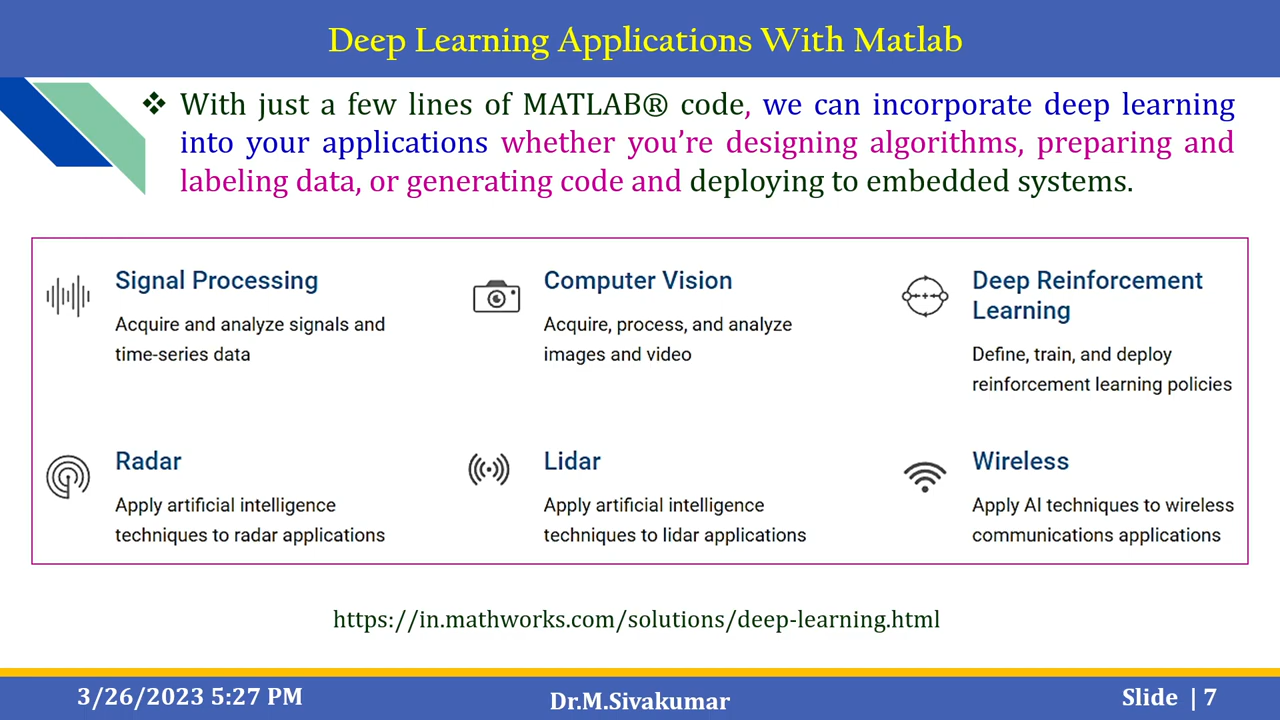 Deep Learning Applications With Matlab
❖ With just a few lines of MATLAB® code, we can incorporate deep learning
into your applications whether you’re designing algorithms, preparing and
labeling data, or generating code and deploying to embedded systems.
Signal Processing
Acquire and analyze signals and
time-series data
Computer Vision
Acquire, process, and analyze
images and video
Deep Reinforcement
Learning
Define, train, and deploy
reinforcement learning policies
Radar
Apply artificial intelligence
techniques to radar applications
Lidar
Apply artificial intelligence
techniques to lidar applications
Wireless
Apply AI techniques to wireless
communications applications
https://in.mathworks.com/solutions/deep-learning.html
3/26/2023 5:27 PM
Dr.M.Sivakumar
Slide | 7